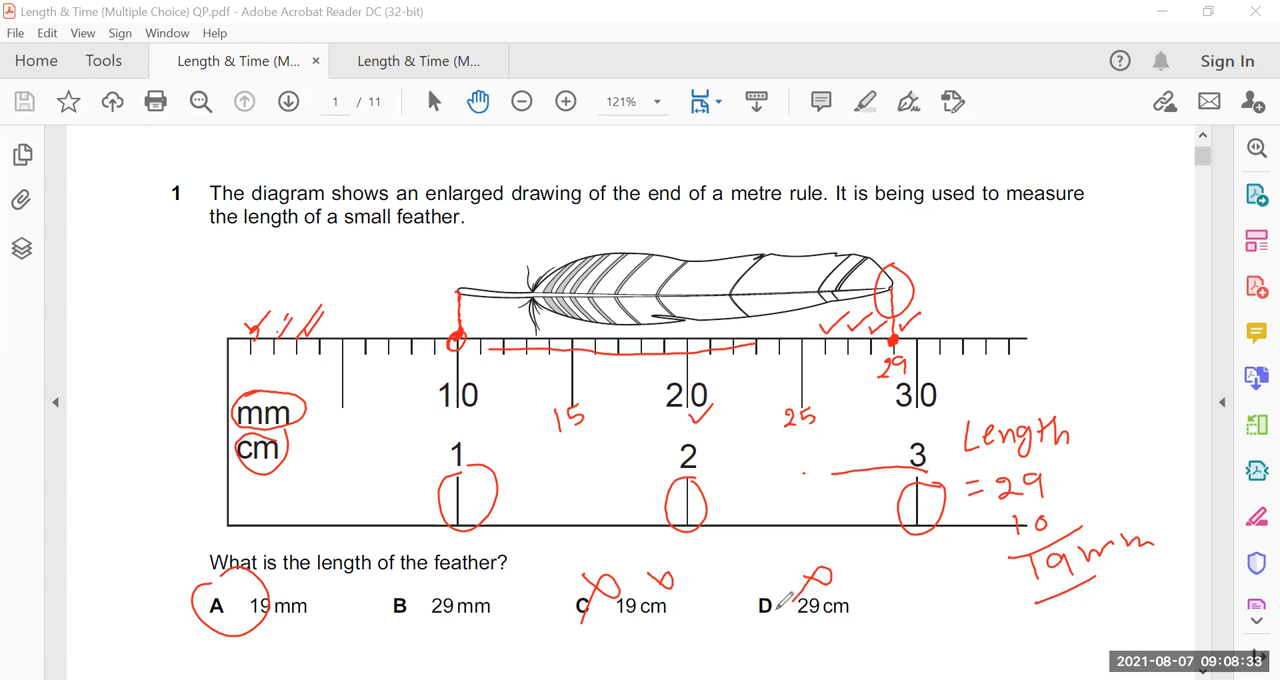 Length & Time (Multiple Choice) QP.pdf - Adobe Acrobat Reader DC (32-bit)
File Edit View Sign Window Help
Home Tools Length & Time (M... × Length & Time (M... Sign In
1 / 11 121%
1 The diagram shows an enlarged drawing of the end of a metre rule. It is being used to measure
the length of a small feather.
29
10 20 30
mm 15 25
Length
cm 1 2 3
= 29
10
19mm
What is the length of the feather?
A 19 mm B 29 mm C 19 cm D 29 cm
2021-08-07 09:08:33